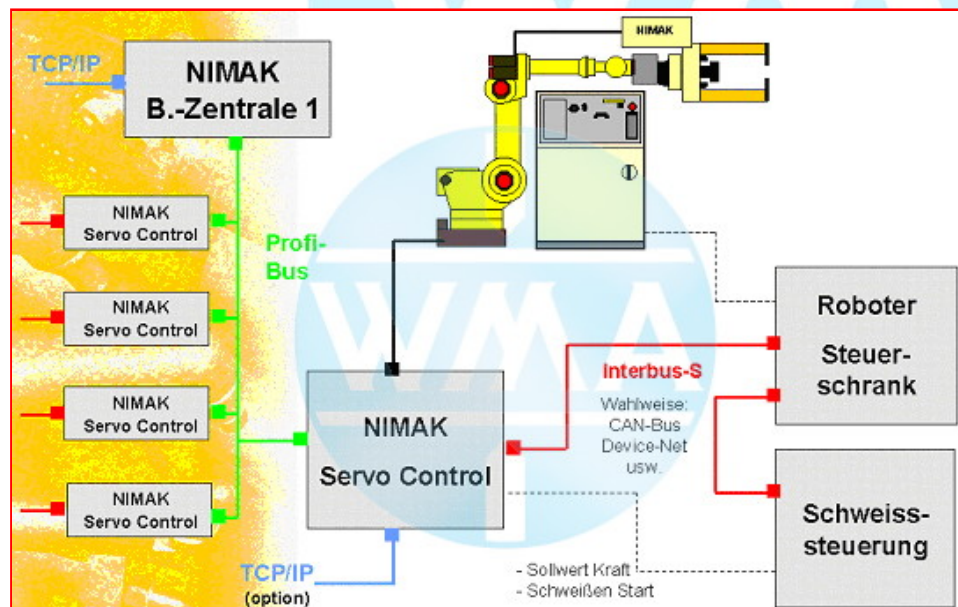 TCP/IP
NIMAK
B.-Zentrale 1
NIMAK
NIMAK
Servo Control
NIMAK
Servo Control
NIMAK
Servo Control
NIMAK
Servo Control
Profi-
Bus
NIMAK
Servo Control
TCP/IP
(option)
Interbus-S
Wahlweise:
CAN-Bus
Device-Net
usw.
Roboter
Steuer-
schrank
Schweiss-
steuerung
- Sollwert Kraft
- Schweißen Start
WMA